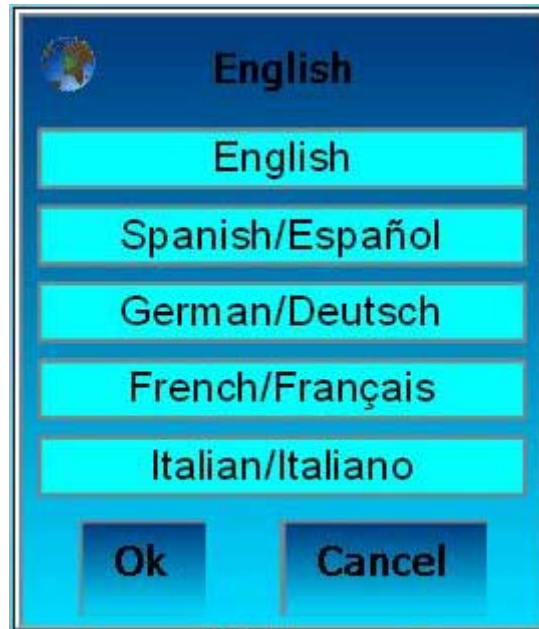 English
English
Spanish/Español
German/Deutsch
French/Français
Italian/Italiano
Ok Cancel